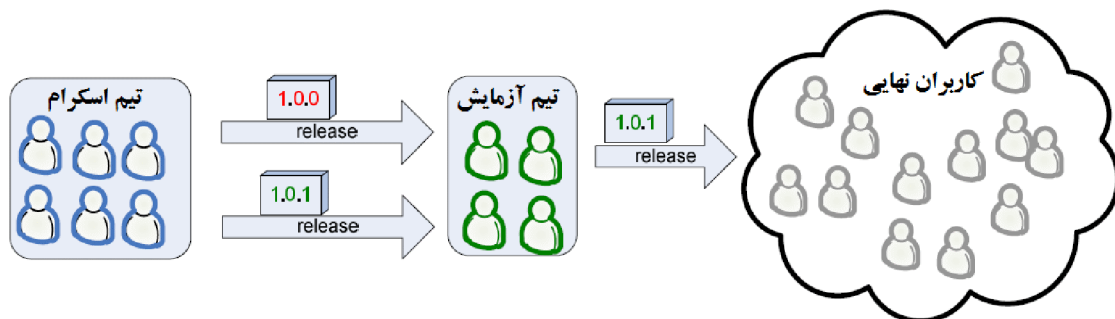 تیم اسکرام
1.0.0
release
1.0.1
release
تیم آزمایش
1.0.1
release
کاربران نهایی